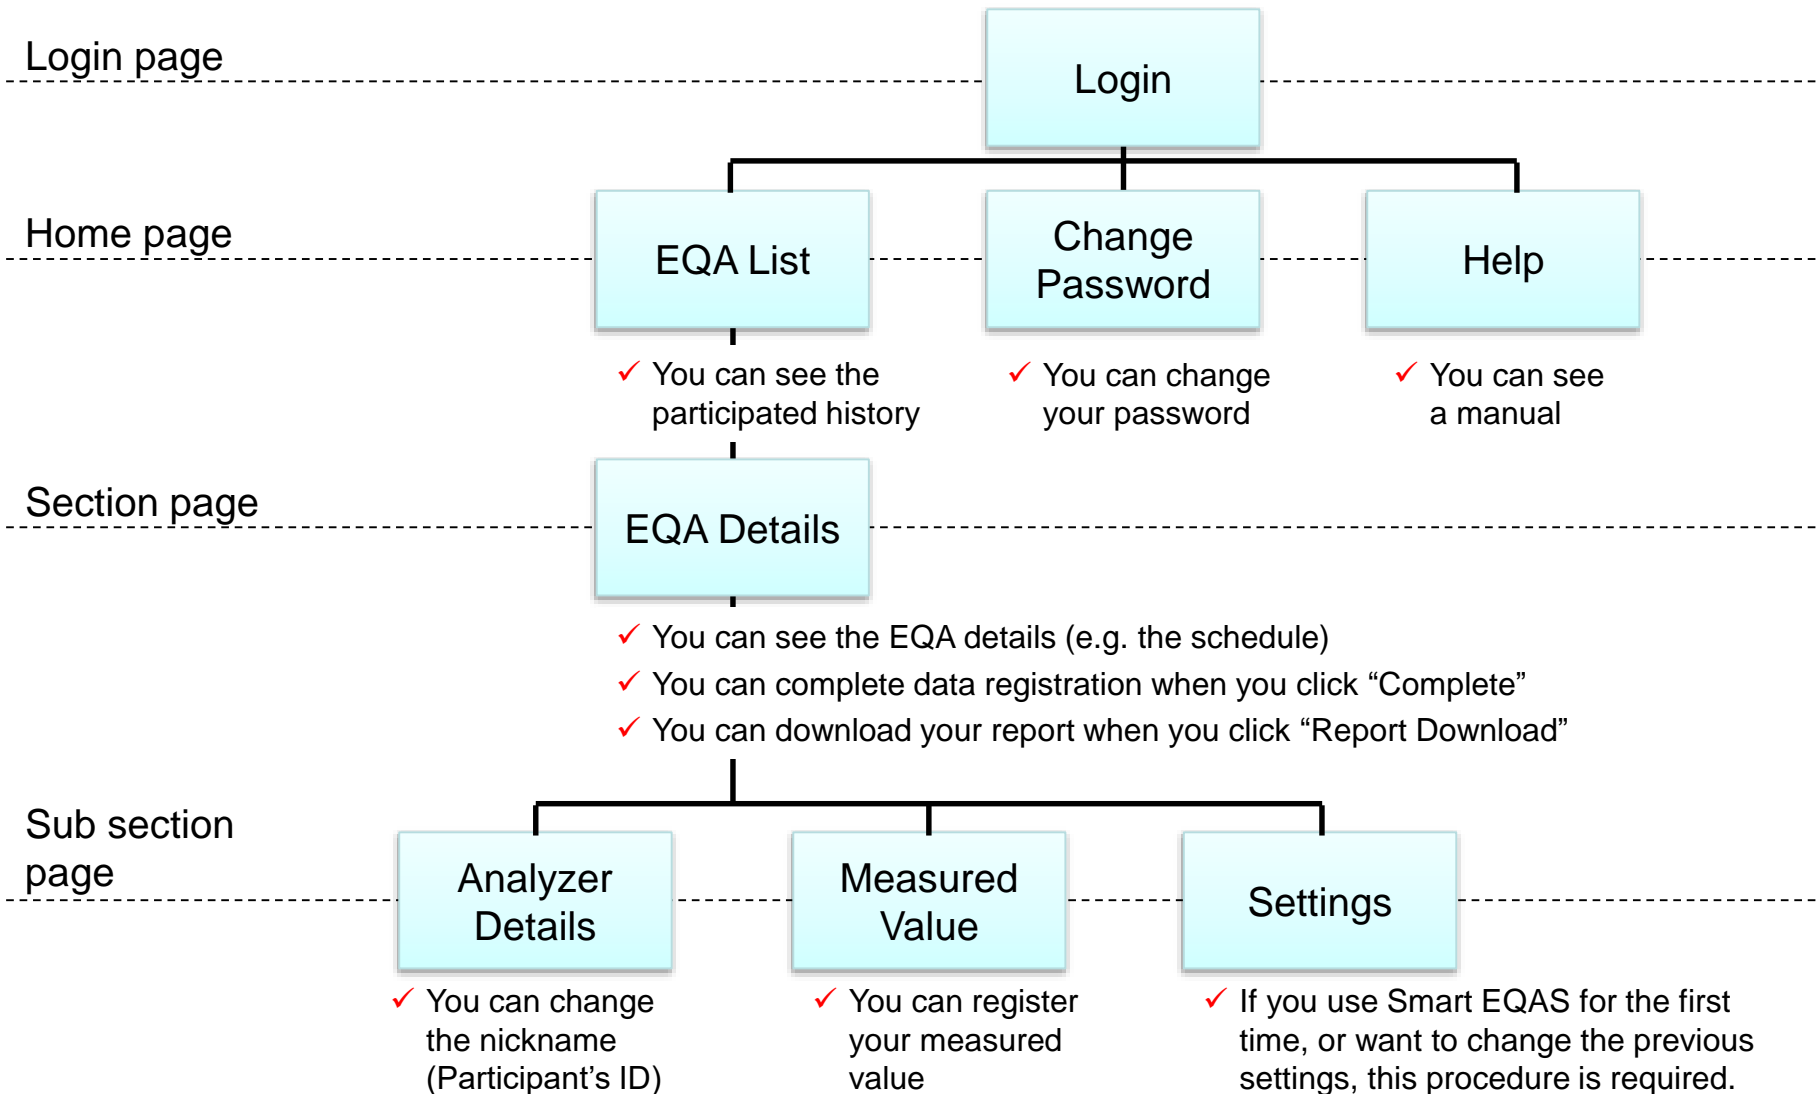 Login page
Login
Home page
EQA List
Change
Password
Help
✓ You can see the
participated history
✓ You can change
your password
✓ You can see
a manual
Section page
EQA Details
✓ You can see the EQA details (e.g. the schedule)
✓ You can complete data registration when you click “Complete”
✓ You can download your report when you click “Report Download”
Sub section
page
Analyzer
Details
Measured
Value
Settings
✓ You can change
the nickname
(Participant’s ID)
✓ You can register
your measured
value
✓ If you use Smart EQAS for the first
time, or want to change the previous
settings, this procedure is required.